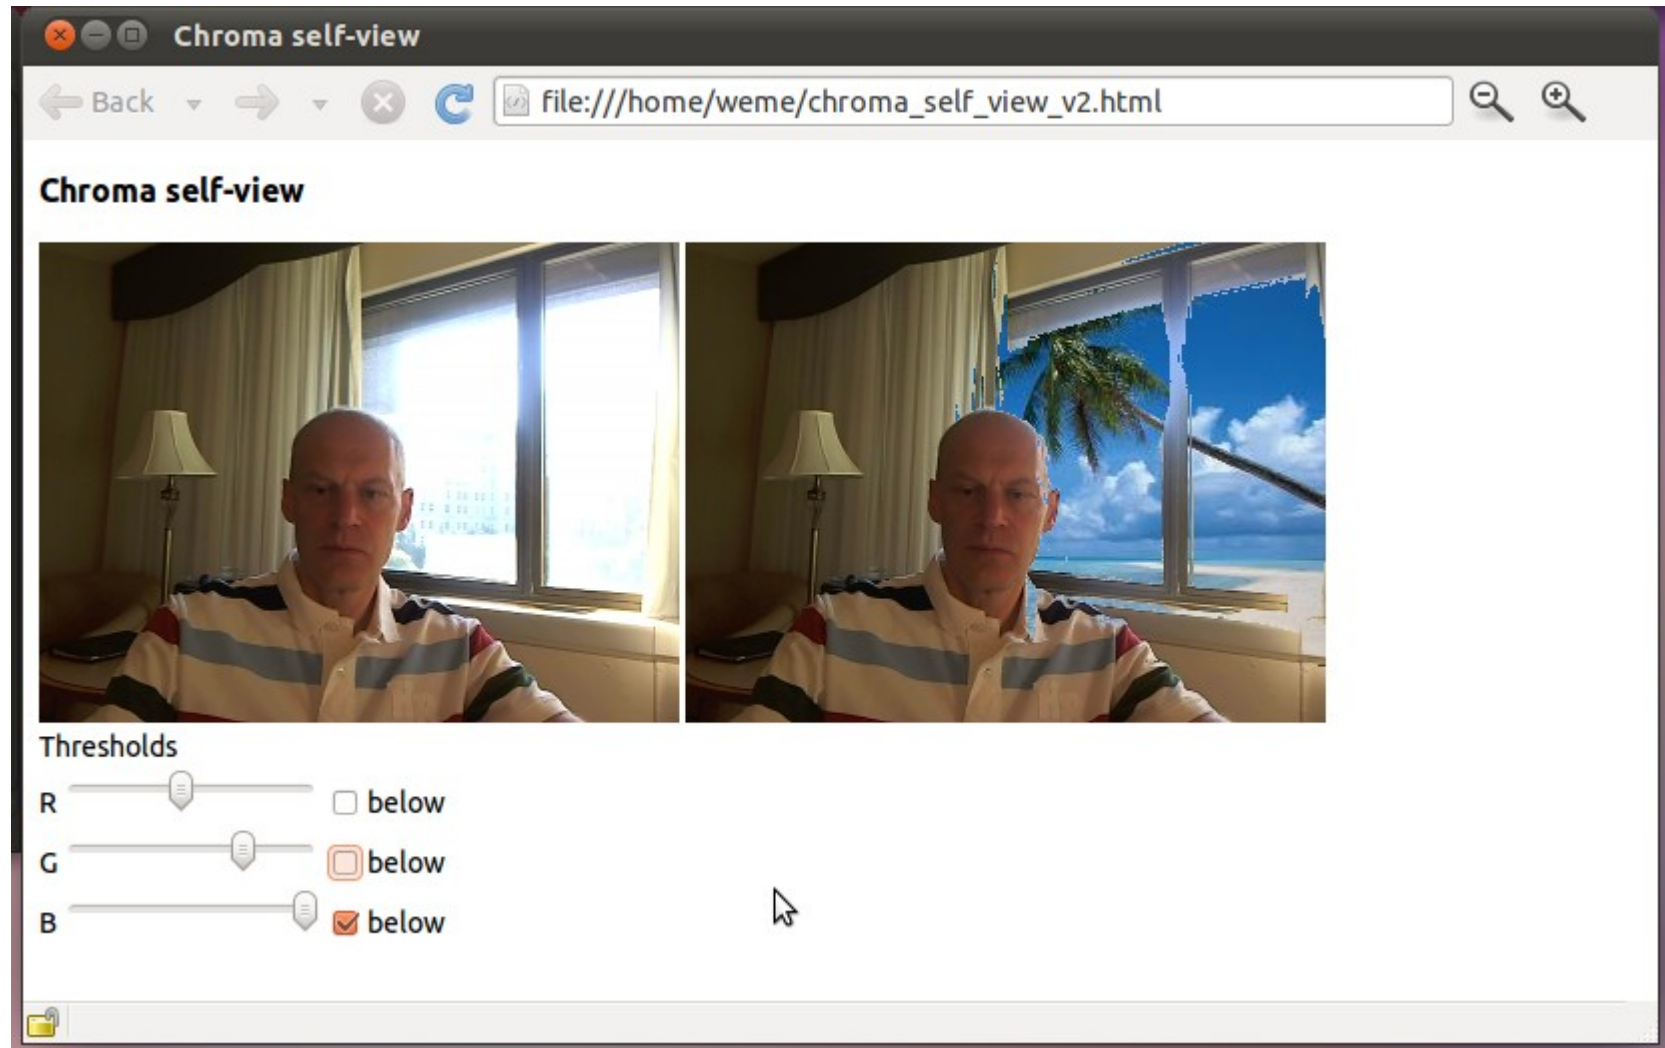 Chroma self-view
Back
file:///home/weme/chroma_self_view_v2.html
Chroma self-view
Thresholds
R below
G below
B below